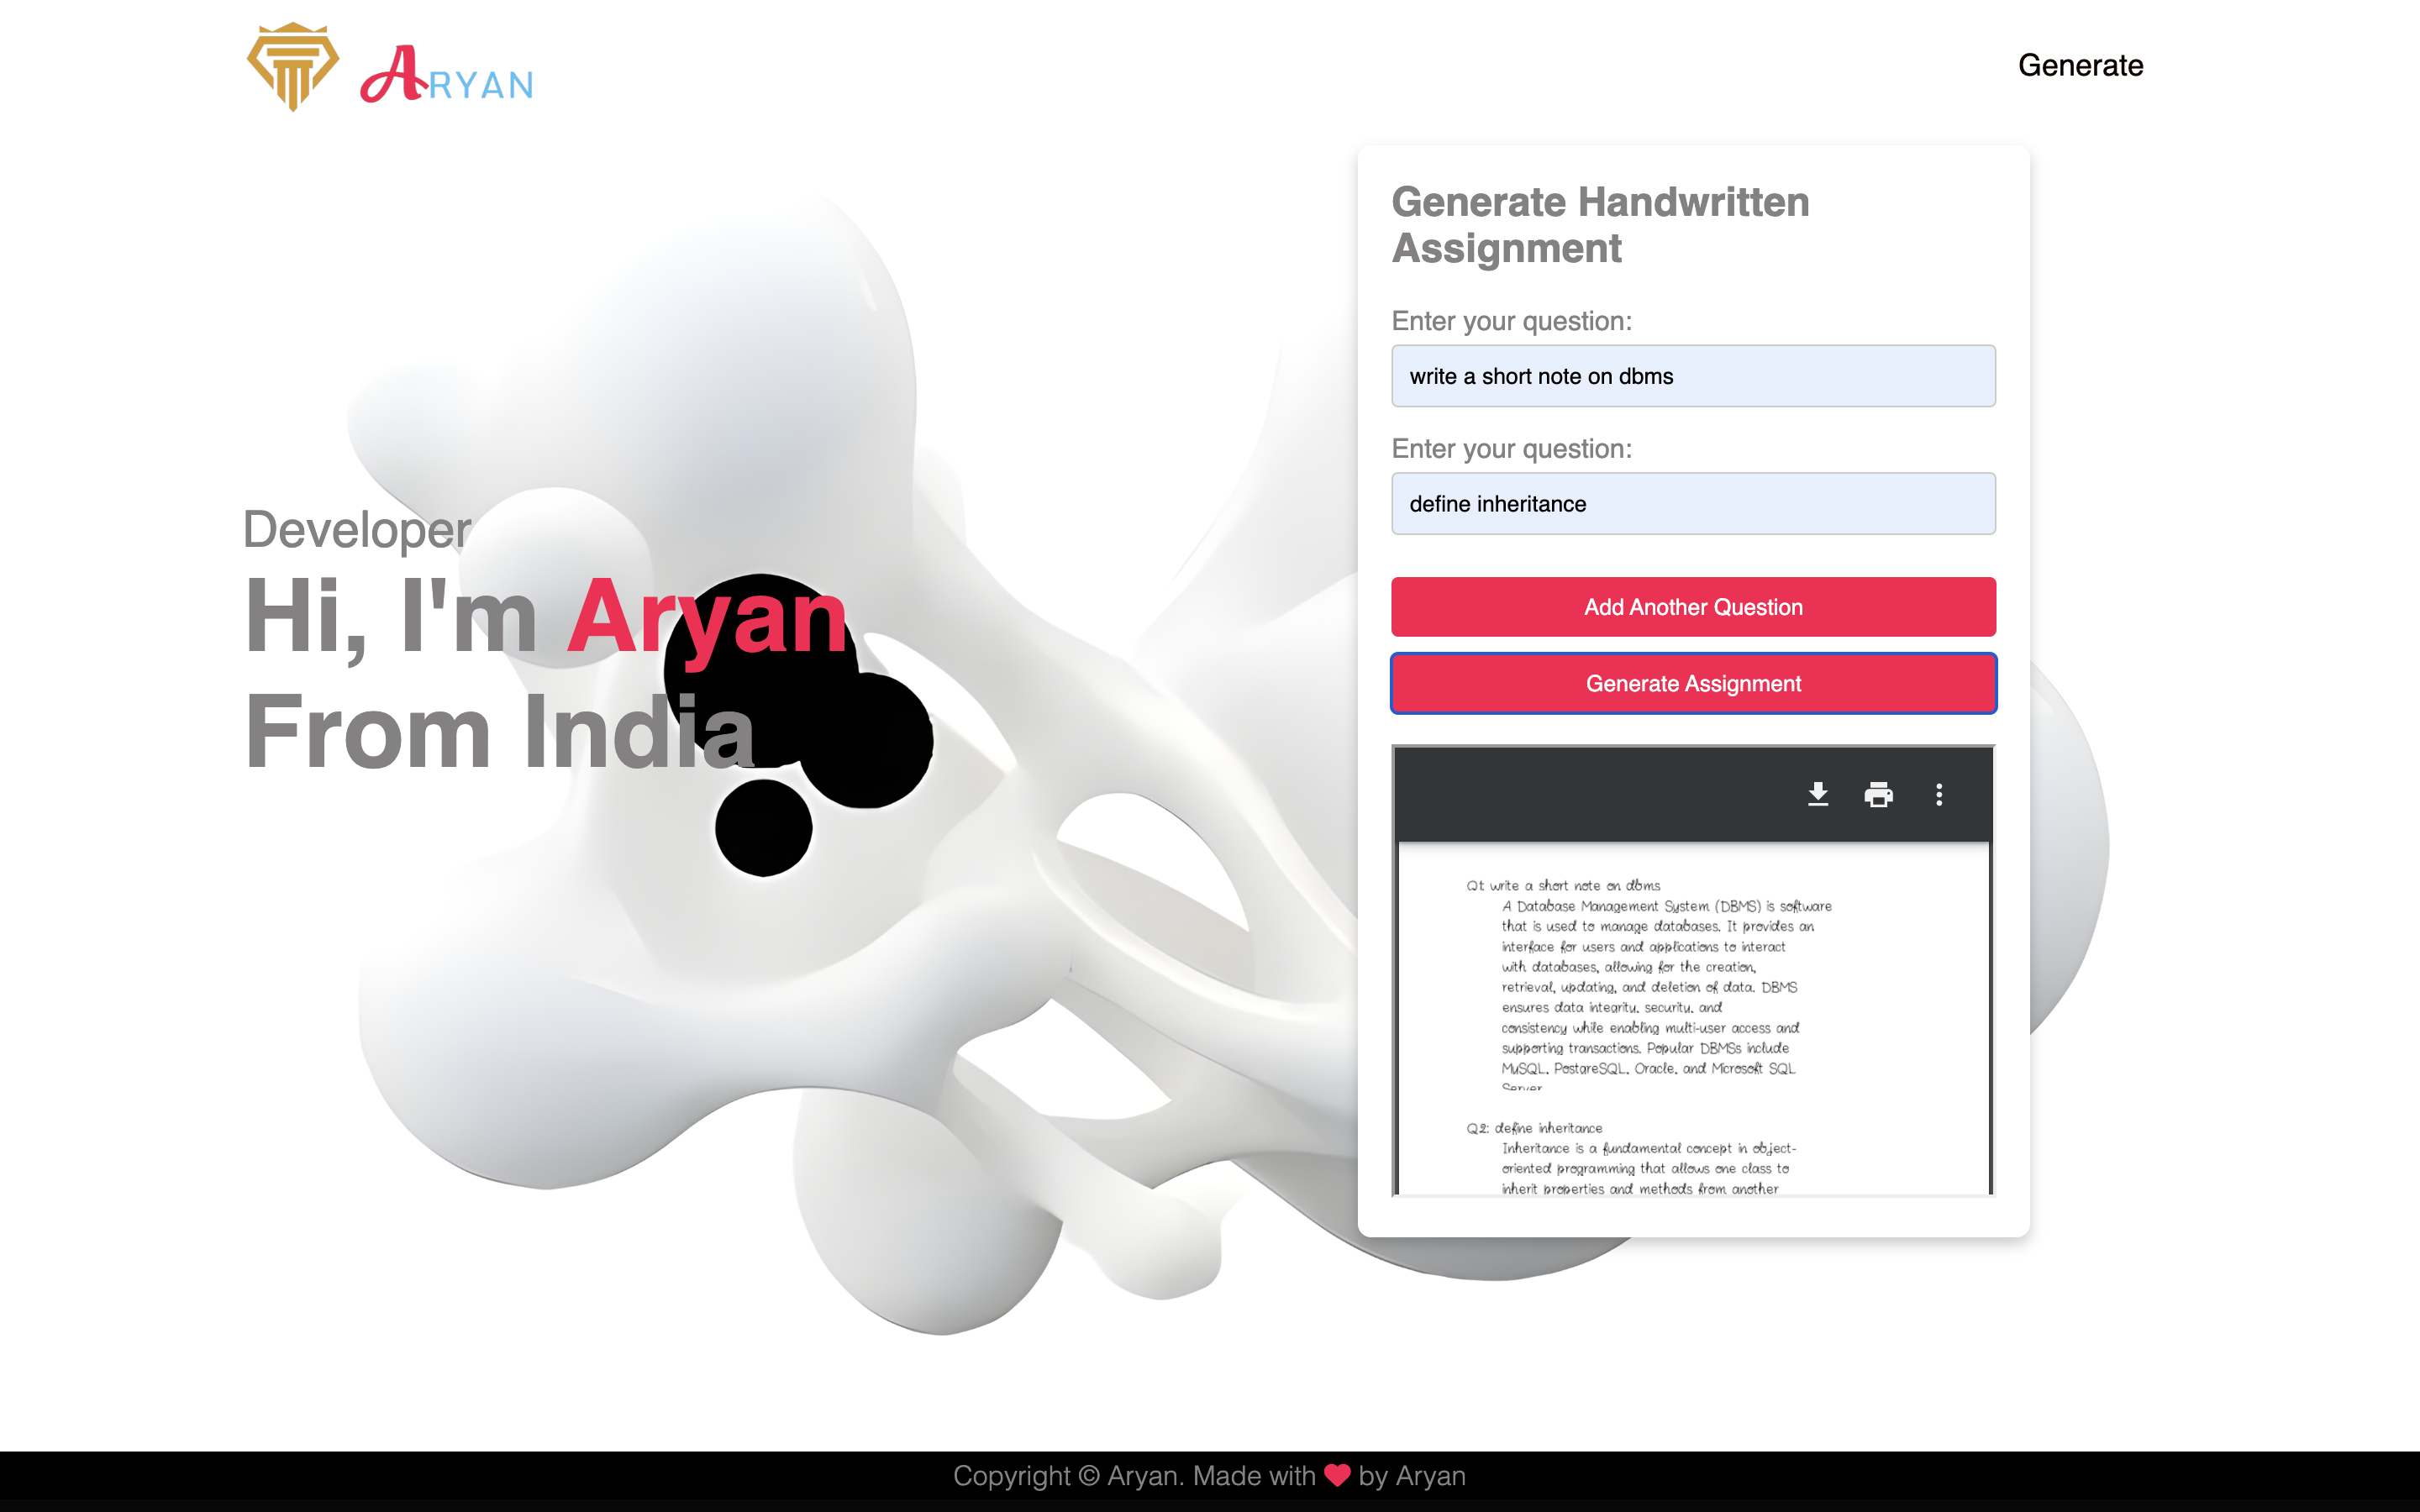 ARYAN
Generate
Developer
Hi, I'm Aryan
From India
Generate Handwritten
Assignment
Enter your question:
write a short note on dbms
Enter your question:
define inheritance
Add Another Question
Generate Assignment
Q1: write a short note on dbms
A Database Management System (DBMS) is software
that is used to manage databases. It provides an
interface for users and applications to interact
with databases, allowing for the creation,
retrieval, updating, and deletion of data. DBMS
ensures data integrity, security, and
consistency while enabling multi-user access and
supporting transactions. Popular DBMSs include
MySQL, PostgreSQL, Oracle, and Microsoft SQL
Server
Q2: define inheritance
Inheritance is a fundamental concept in object-
oriented programming that allows one class to
inherit properties and methods from another
Copyright © Aryan. Made with ❤ by Aryan